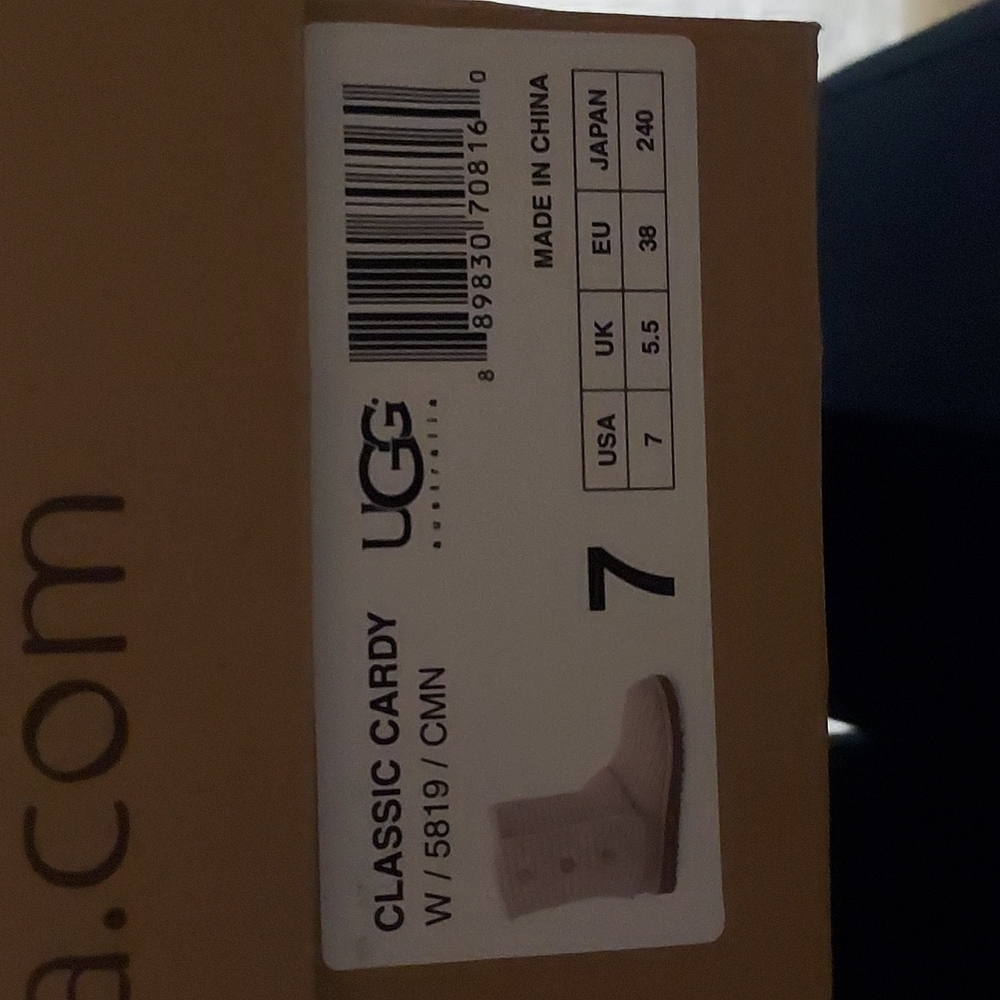 a.com
CLASSIC CARDY
W / 5819 / CMN
UGG
australia
8 89830 70816 0
MADE IN CHINA
7
USA UK EU JAPAN
7 5.5 38 240